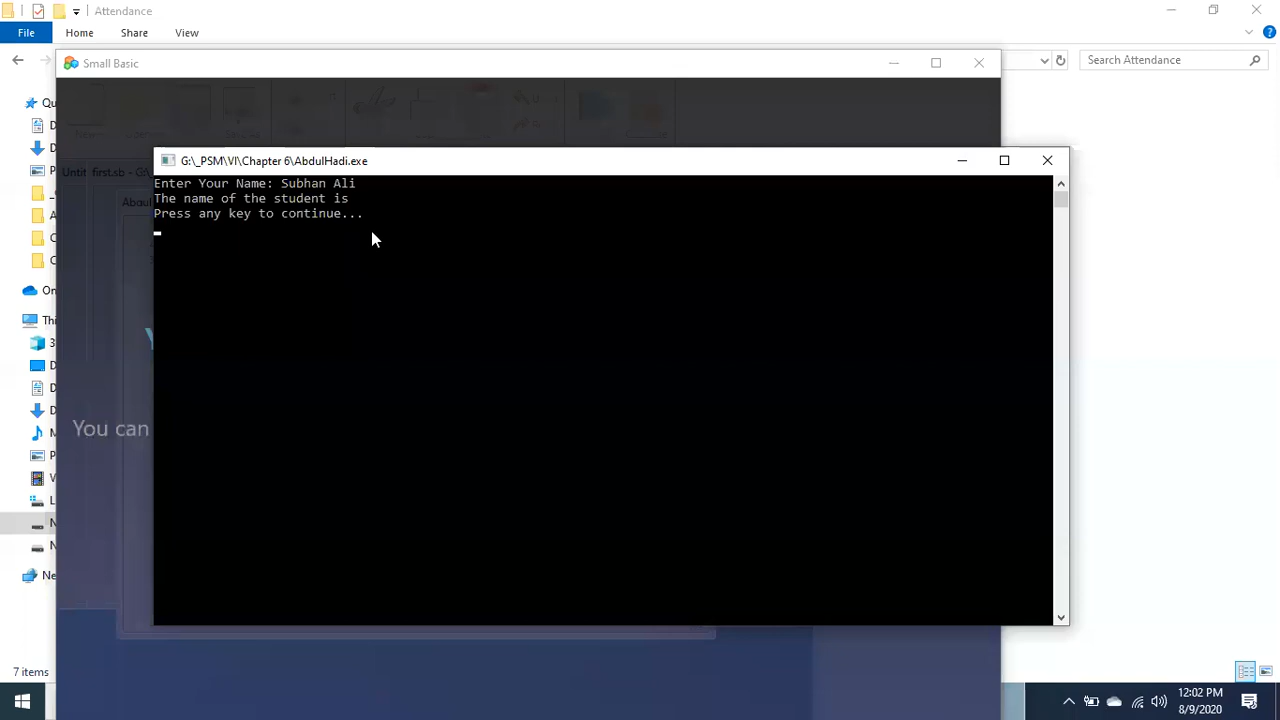 Attendance
File Home Share View
Search Attendance
Small Basic
G:\_PSM\VI\Chapter 6\AbdulHadi.exe
Enter Your Name: Subhan Ali
The name of the student is
Press any key to continue...
first.sb - G:\
You can
7 items
12:02 PM
8/9/2020